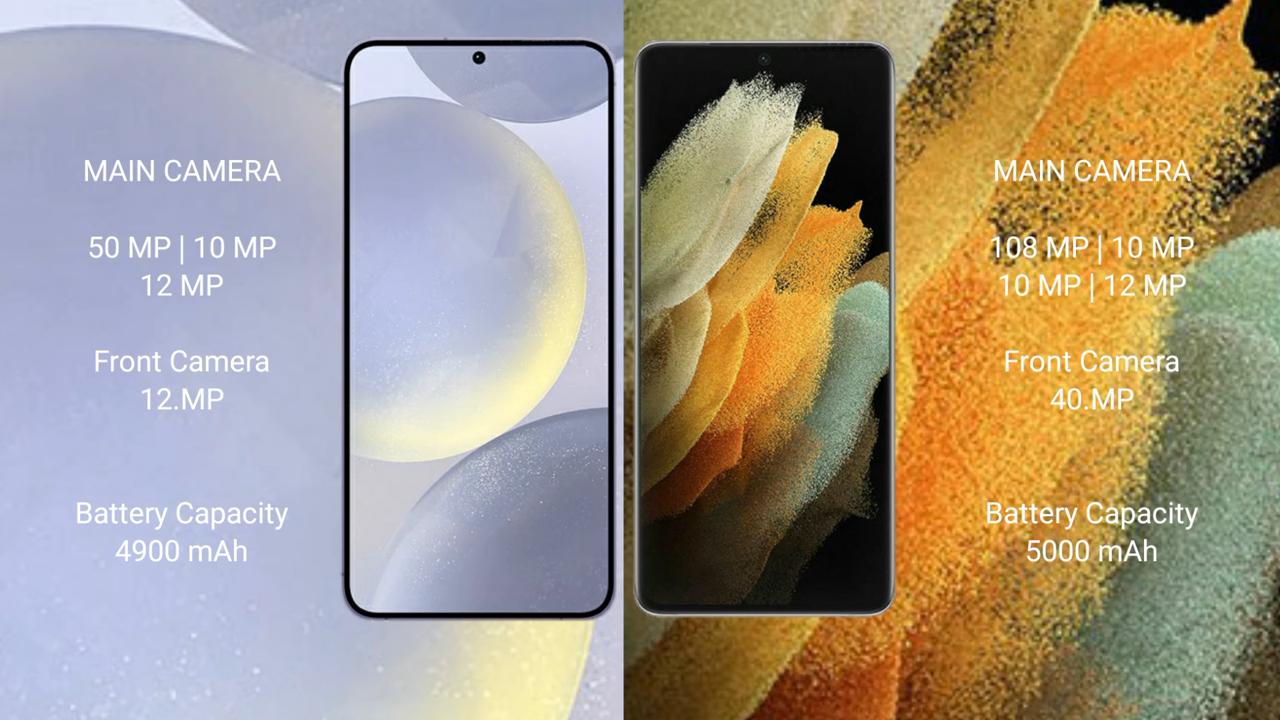 MAIN CAMERA
50 MP | 10 MP
12 MP
Front Camera
12.MP
Battery Capacity
4900 mAh
MAIN CAMERA
108 MP | 10 MP
10 MP | 12 MP
Front Camera
40.MP
Battery Capacity
5000 mAh